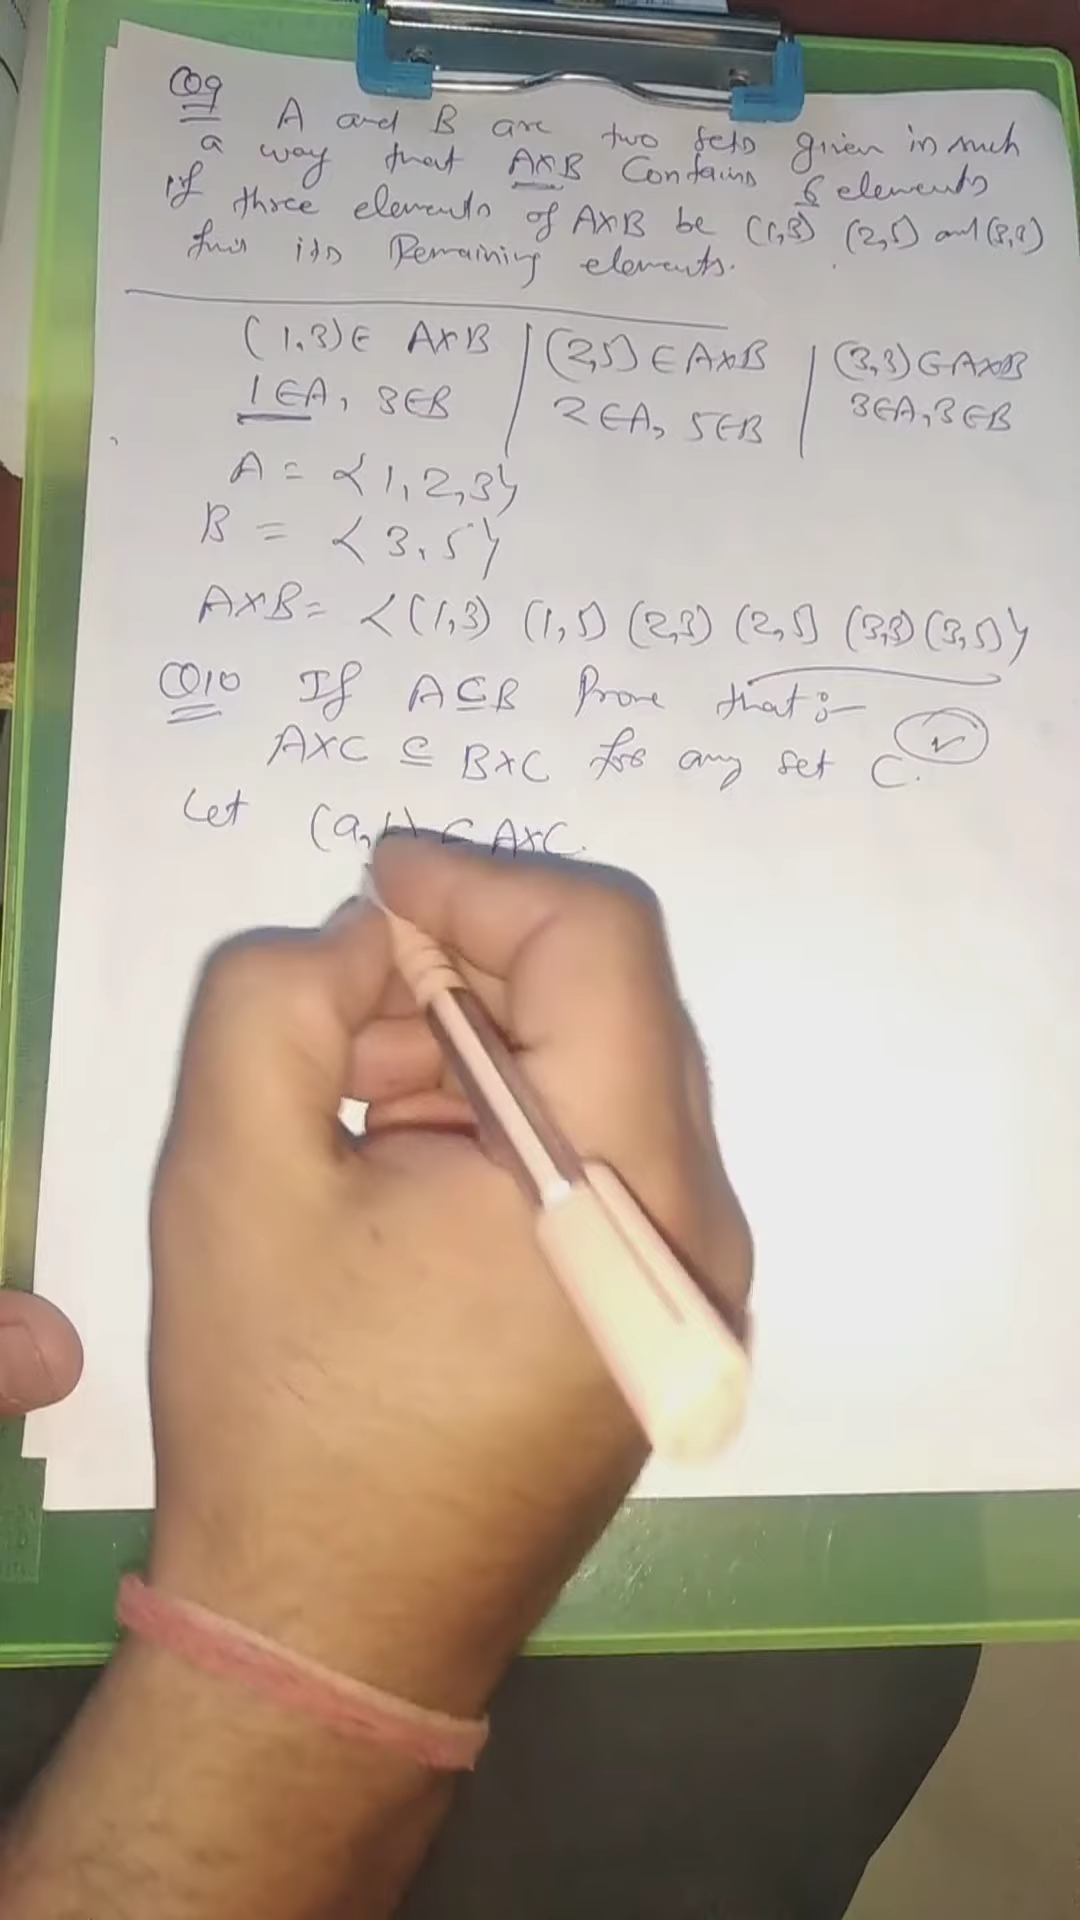 Q09 A and B are two sets given in such
a way that A×B Contains 6 elements
if three elements of A×B be (1,3) (2,5) and (3,3)
its Remaining elements.
(1,3)∈ A×B | (2,5)∈A×B | (3,3)∈A×B
1∈A, 3∈B | 2∈A, 5∈B | 3∈A, 3∈B
A = {1,2,3}
B = {3,5}
A×B= {(1,3) (1,5) (2,3) (2,5) (3,3) (3,5)}
Q10 If A⊆B Prove that:-
A×C ⊆ B×C for any set C.
Let (a, ∈ A×C.